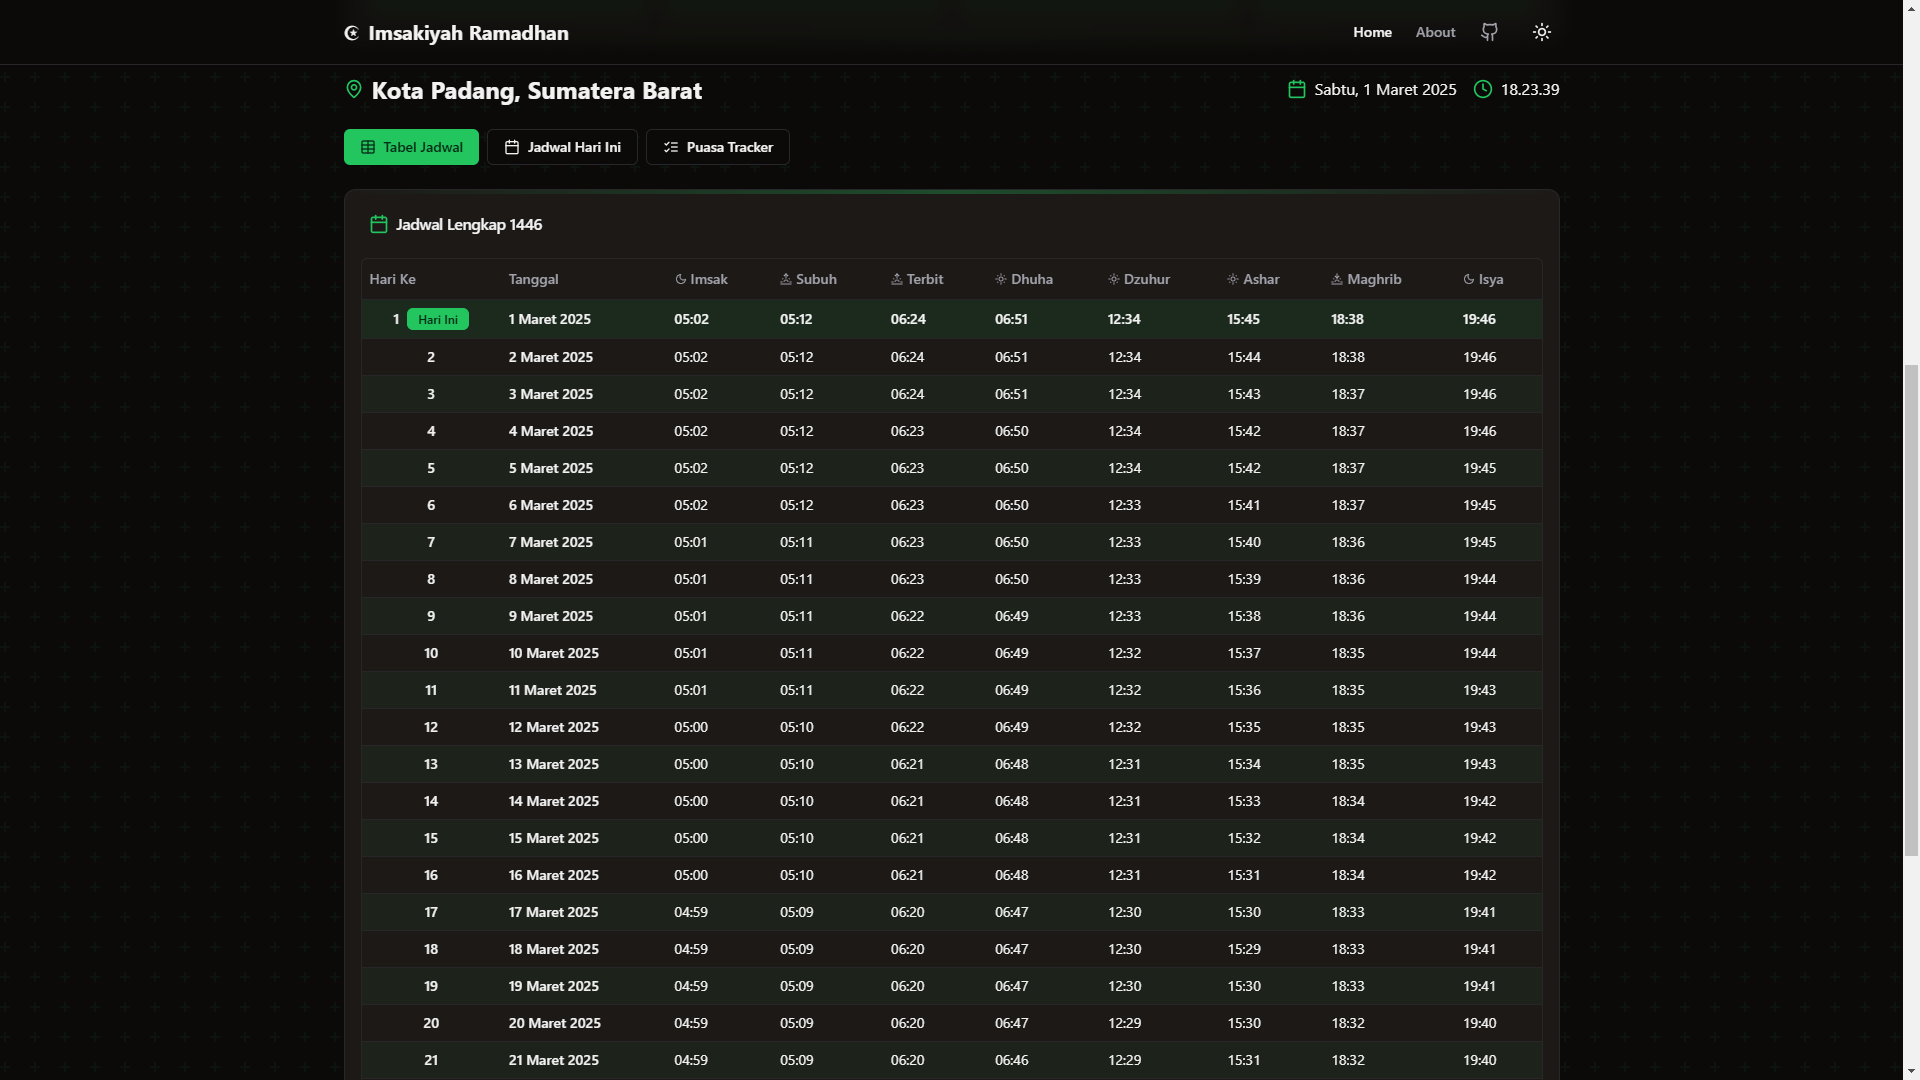 Imsakiyah Ramadhan Home About
Kota Padang, Sumatera Barat Sabtu, 1 Maret 2025 18.23.39
Tabel Jadwal Jadwal Hari Ini Puasa Tracker
Jadwal Lengkap 1446
Hari Ke Tanggal Imsak Subuh Terbit Dhuha Dzuhur Ashar Maghrib Isya
1 Hari Ini 1 Maret 2025 05:02 05:12 06:24 06:51 12:34 15:45 18:38 19:46
2 2 Maret 2025 05:02 05:12 06:24 06:51 12:34 15:44 18:38 19:46
3 3 Maret 2025 05:02 05:12 06:24 06:51 12:34 15:43 18:37 19:46
4 4 Maret 2025 05:02 05:12 06:23 06:50 12:34 15:42 18:37 19:46
5 5 Maret 2025 05:02 05:12 06:23 06:50 12:34 15:42 18:37 19:45
6 6 Maret 2025 05:02 05:12 06:23 06:50 12:33 15:41 18:37 19:45
7 7 Maret 2025 05:01 05:11 06:23 06:50 12:33 15:40 18:36 19:45
8 8 Maret 2025 05:01 05:11 06:23 06:50 12:33 15:39 18:36 19:44
9 9 Maret 2025 05:01 05:11 06:22 06:49 12:33 15:38 18:36 19:44
10 10 Maret 2025 05:01 05:11 06:22 06:49 12:32 15:37 18:35 19:44
11 11 Maret 2025 05:01 05:11 06:22 06:49 12:32 15:36 18:35 19:43
12 12 Maret 2025 05:00 05:10 06:22 06:49 12:32 15:35 18:35 19:43
13 13 Maret 2025 05:00 05:10 06:21 06:48 12:31 15:34 18:35 19:43
14 14 Maret 2025 05:00 05:10 06:21 06:48 12:31 15:33 18:34 19:42
15 15 Maret 2025 05:00 05:10 06:21 06:48 12:31 15:32 18:34 19:42
16 16 Maret 2025 05:00 05:10 06:21 06:48 12:31 15:31 18:34 19:42
17 17 Maret 2025 04:59 05:09 06:20 06:47 12:30 15:30 18:33 19:41
18 18 Maret 2025 04:59 05:09 06:20 06:47 12:30 15:29 18:33 19:41
19 19 Maret 2025 04:59 05:09 06:20 06:47 12:30 15:30 18:33 19:41
20 20 Maret 2025 04:59 05:09 06:20 06:47 12:29 15:30 18:32 19:40
21 21 Maret 2025 04:59 05:09 06:20 06:46 12:29 15:31 18:32 19:40